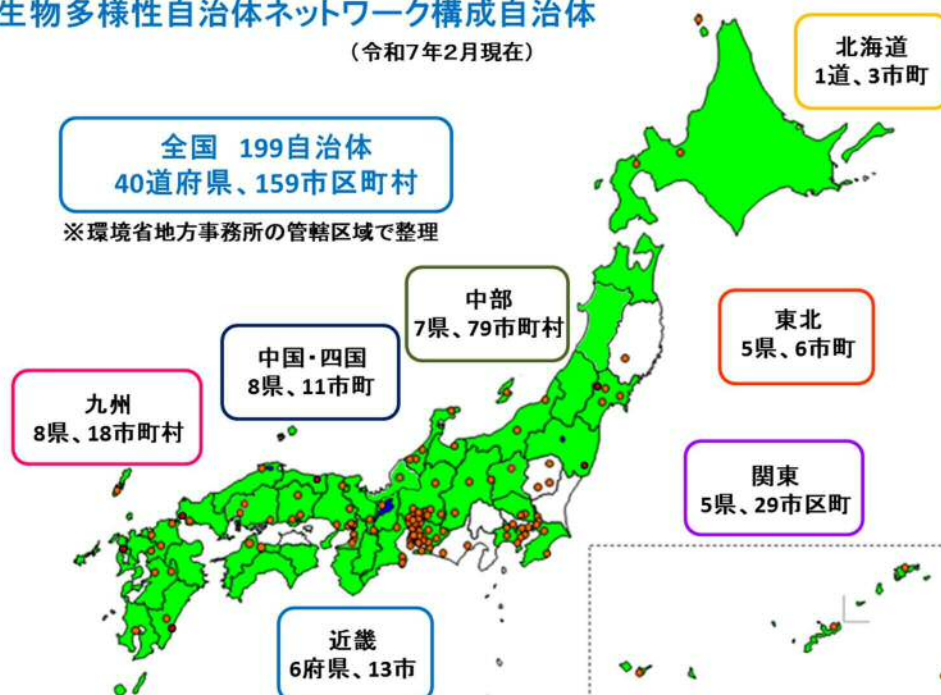 生物多様性自治体ネットワーク構成自治体
（令和7年2月現在）
北海道
1道、3市町
全国 199自治体
40道府県、159市区町村
※環境省地方事務所の管轄区域で整理
中部
7県、79市町村
東北
5県、6市町
中国・四国
8県、11市町
九州
8県、18市町村
関東
5県、29市区町
近畿
6府県、13市